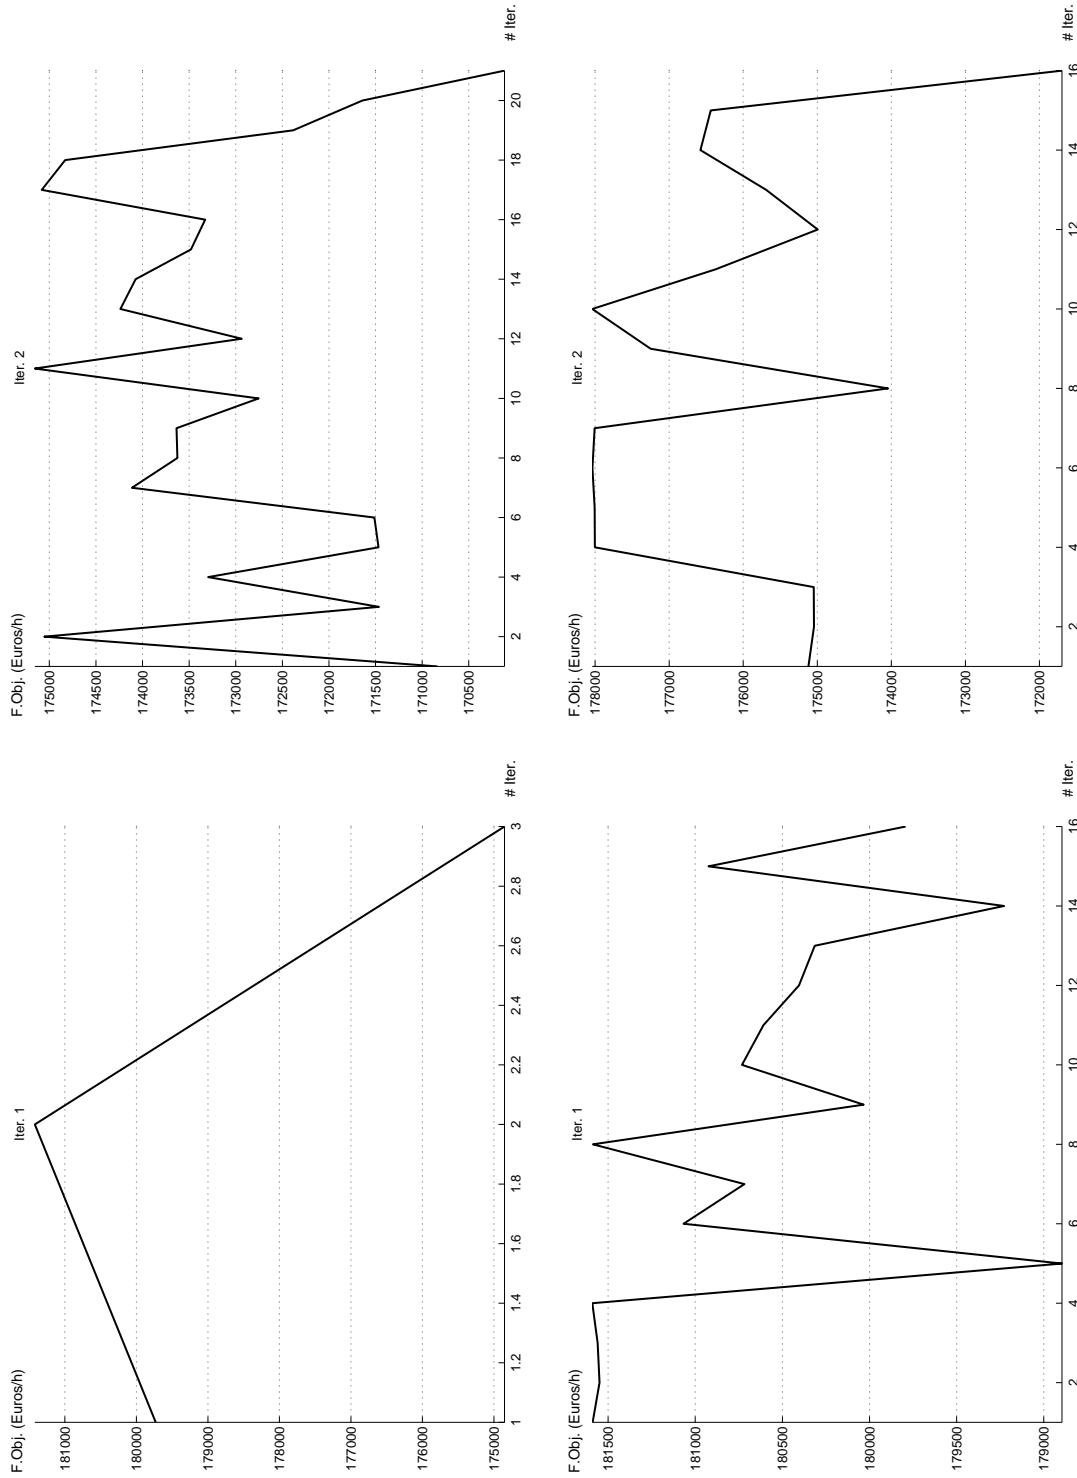 F.Obj. (Euros/h)
Iter. 1
181000
180000
179000
178000
177000
176000
175000
1 1.2 1.4 1.6 1.8 2 2.2 2.4 2.6 2.8 3
# Iter.
F.Obj. (Euros/h)
Iter. 2
175000
174500
174000
173500
173000
172500
172000
171500
171000
170500
2 4 6 8 10 12 14 16 18 20
# Iter.
F.Obj. (Euros/h)
Iter. 1
181500
181000
180500
180000
179500
179000
2 4 6 8 10 12 14 16
# Iter.
F.Obj. (Euros/h)
Iter. 2
178000
177000
176000
175000
174000
173000
172000
2 4 6 8 10 12 14 16
# Iter.